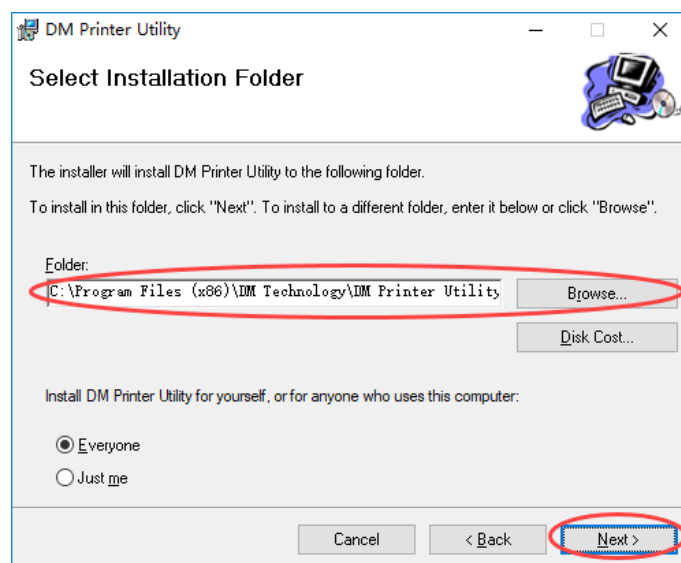 DM Printer Utility
Select Installation Folder
The installer will install DM Printer Utility to the following folder.
To install in this folder, click "Next". To install to a different folder, enter it below or click "Browse".
Folder:
C:\Program Files (x86)\DM Technology\DM Printer Utility
Browse...
Disk Cost...
Install DM Printer Utility for yourself, or for anyone who uses this computer:
Everyone
Just me
Cancel
< Back
Next >